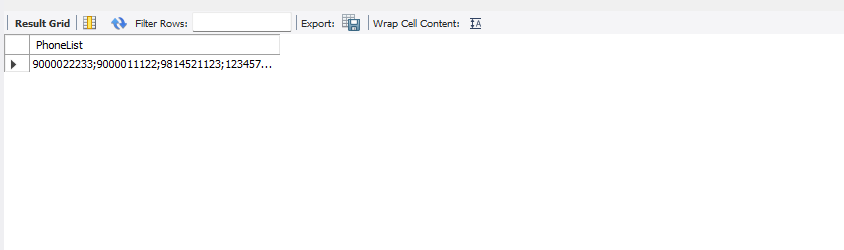 Result Grid Filter Rows: Export: Wrap Cell Content:
PhoneList
9000022233;9000011122;9814521123;123457...